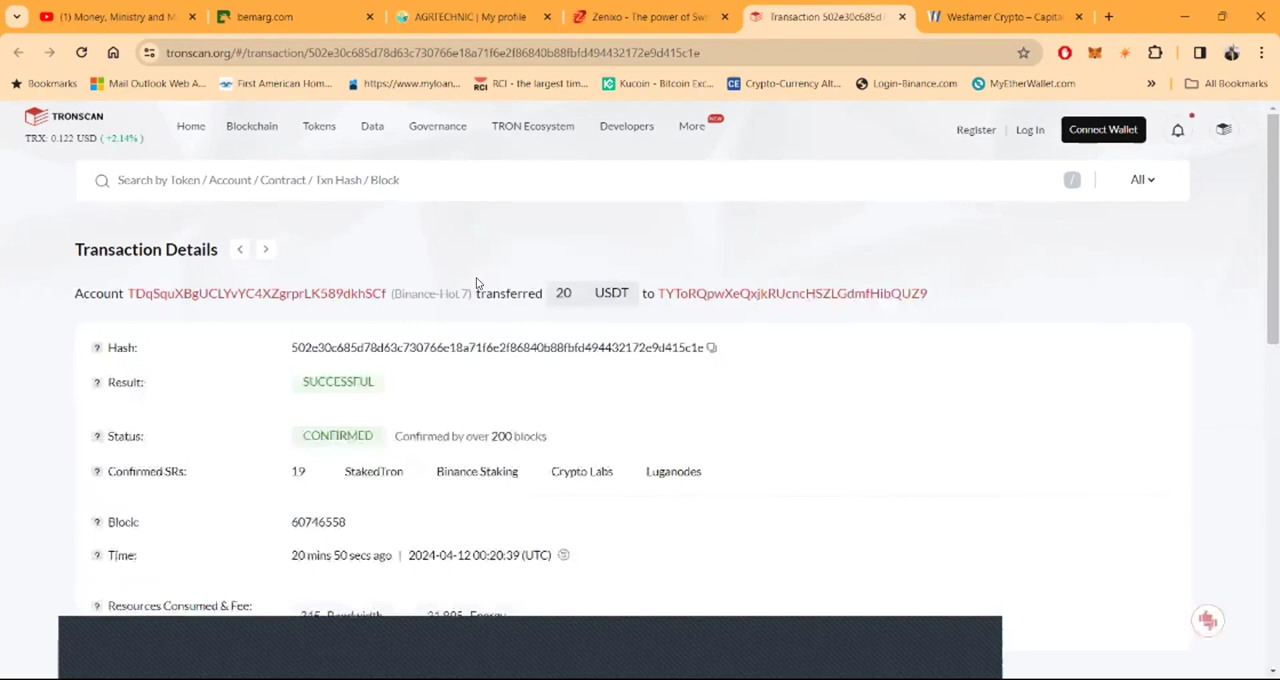 (1) Money, Ministry and M
bemarg.com
AGRITECHNIC | My profile
Zenixo - The power of Sw
Transaction 502e30c685d
Westamer Crypto – Capita
tronscan.org/#/transaction/502e30c685d78d63c730766e18a71f6e2f86840b88fbfd494432172e9d415c1e
Bookmarks
Mail Outlook Web A...
First American Hom...
https://www.myloan...
RCI - the largest tim...
Kucoin - Bitcoin Exc...
Crypto-Currency Alt...
Login-Binance.com
MyEtherWallet.com
»
All Bookmarks
TRONSCAN
TRX: 0.122 USD ( +2.14% )
Home
Blockchain
Tokens
Data
Governance
TRON Ecosystem
Developers
More
NEW
Register | Log In
Connect Wallet
Search by Token / Account / Contract / Txn Hash / Block
/
All
Transaction Details
Account TDqSquXBgUCLYvYC4XZgrprLK589dkhSCf (Binance-Hot 7) transferred 20 USDT to TYToRQpwXeQxjkRUcncHSZLGdmfHibQUZ9
? Hash: 502e30c685d78d63c730766e18a71f6e2f86840b88fbfd494432172e9d415c1e
? Result: SUCCESSFUL
? Status: CONFIRMED Confirmed by over 200 blocks
? Confirmed SRs: 19 StakedTron Binance Staking Crypto Labs Luganodes
? Block: 60746558
? Time: 20 mins 50 secs ago | 2024-04-12 00:20:39 (UTC)
? Resources Consumed & Fee: 345 Bandwidth 31,895 Energy